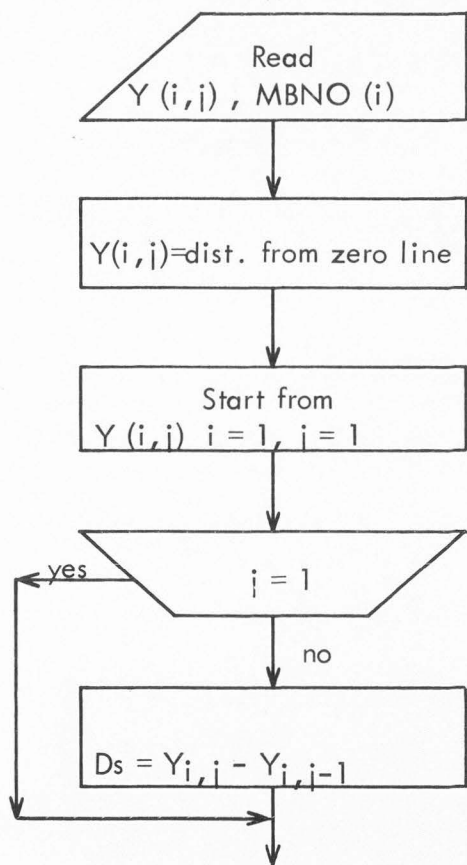 Read
Y (i,j) , MBNO (i)
Y(i,j)=dist. from zero line
Start from
Y (i,j) i = 1, j = 1
yes
j = 1
no
Ds = Yi,j - Yi,j-1